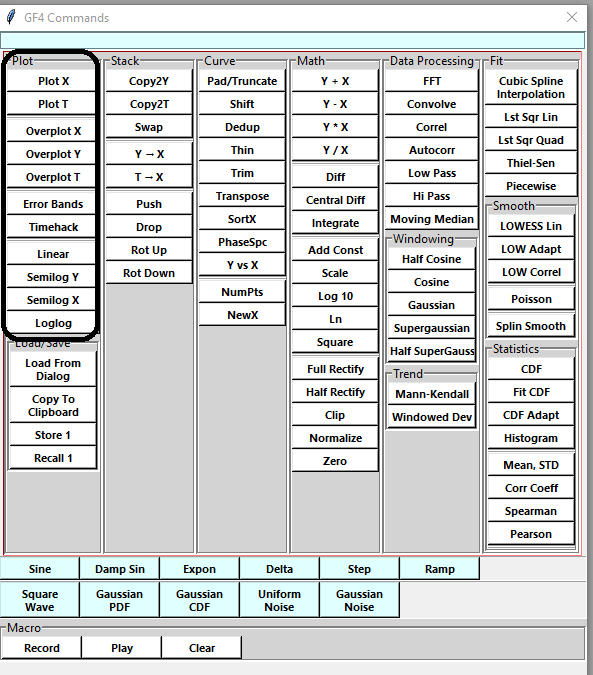 GF4 Commands
Plot
Plot X
Plot T
Overplot X
Overplot Y
Overplot T
Error Bands
Timehack
Linear
Semilog Y
Semilog X
Loglog
Load/Save
Load From
Dialog
Copy To
Clipboard
Store 1
Recall 1
Stack
Copy2Y
Copy2T
Swap
Y → X
T → X
Push
Drop
Rot Up
Rot Down
Curve
Pad/Truncate
Shift
Dedup
Thin
Trim
Transpose
SortX
PhaseSpc
Y vs X
NumPts
NewX
Math
Y + X
Y - X
Y * X
Y / X
Diff
Central Diff
Integrate
Add Const
Scale
Log 10
Ln
Square
Full Rectify
Half Rectify
Clip
Normalize
Zero
Data Processing
FFT
Convolve
Correl
Autocorr
Low Pass
Hi Pass
Moving Median
Windowing
Half Cosine
Cosine
Gaussian
Supergaussian
Half SuperGauss
Trend
Mann-Kendall
Windowed Dev
Fit
Cubic Spline
Interpolation
Lst Sqr Lin
Lst Sqr Quad
Thiel-Sen
Piecewise
Smooth
LOWESS Lin
LOW Adapt
LOW Correl
Poisson
Splin Smooth
Statistics
CDF
Fit CDF
CDF Adapt
Histogram
Mean, STD
Corr Coeff
Spearman
Pearson
Sine
Damp Sin
Expon
Delta
Step
Ramp
Square
Wave
Gaussian
PDF
Gaussian
CDF
Uniform
Noise
Gaussian
Noise
Macro
Record
Play
Clear